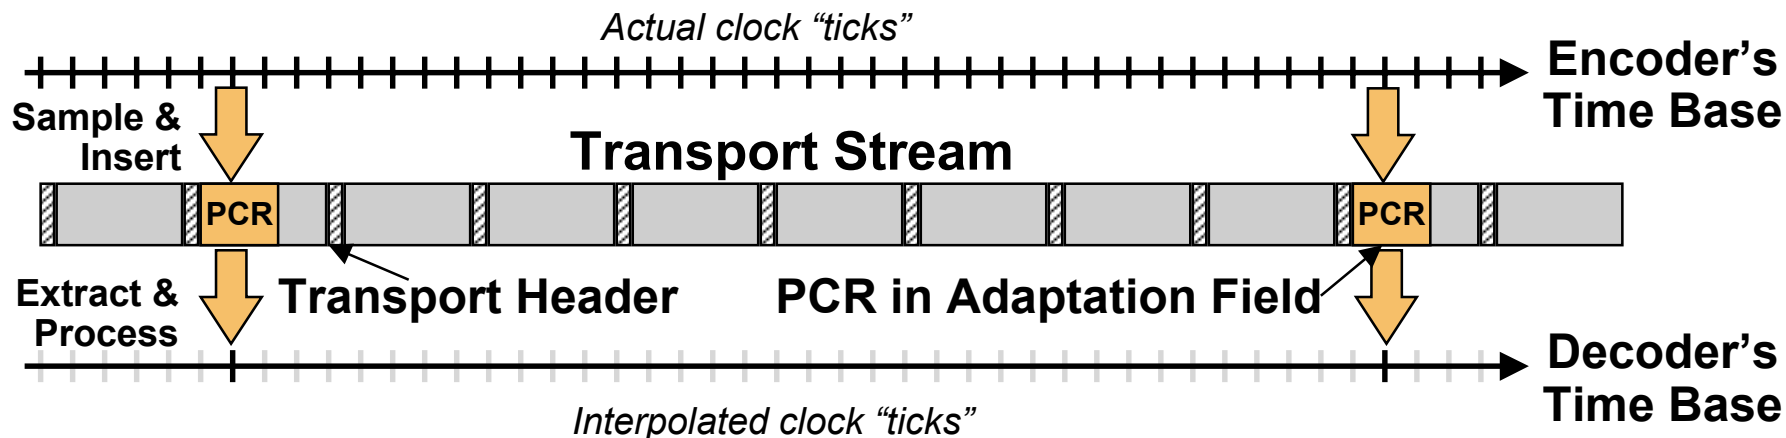 Actual clock “ticks”
Encoder’s
Time Base
Sample &
Insert
Transport Stream
PCR
PCR
Extract &
Process
Transport Header
PCR in Adaptation Field
Decoder’s
Time Base
Interpolated clock “ticks”